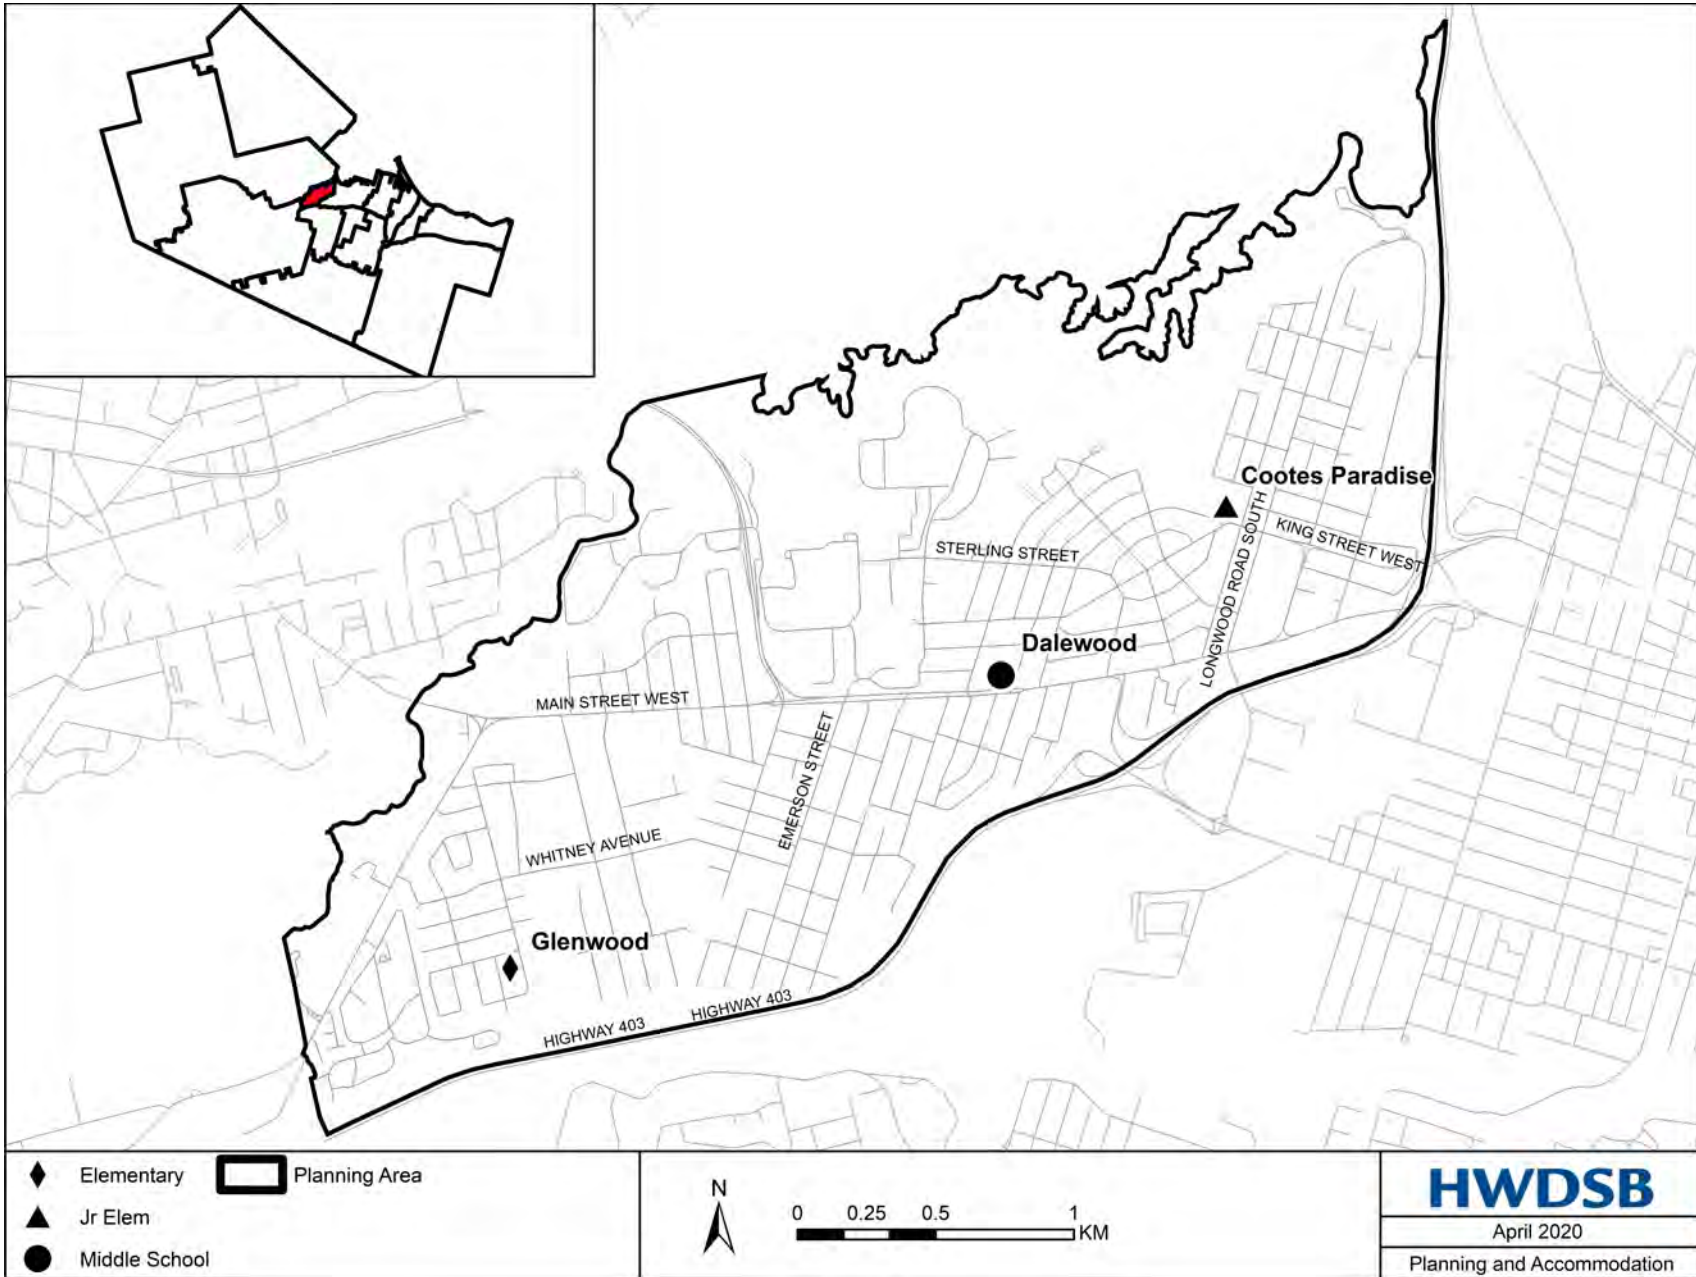 Cootes Paradise
KING STREET WEST
STERLING STREET
LONGWOOD ROAD SOUTH
Dalewood
MAIN STREET WEST
EMERSON STREET
WHITNEY AVENUE
Glenwood
HIGHWAY 403
HIGHWAY 403
Elementary
Planning Area
Jr Elem
Middle School
N
0 0.25 0.5 1
KM
HWDSB
April 2020
Planning and Accommodation